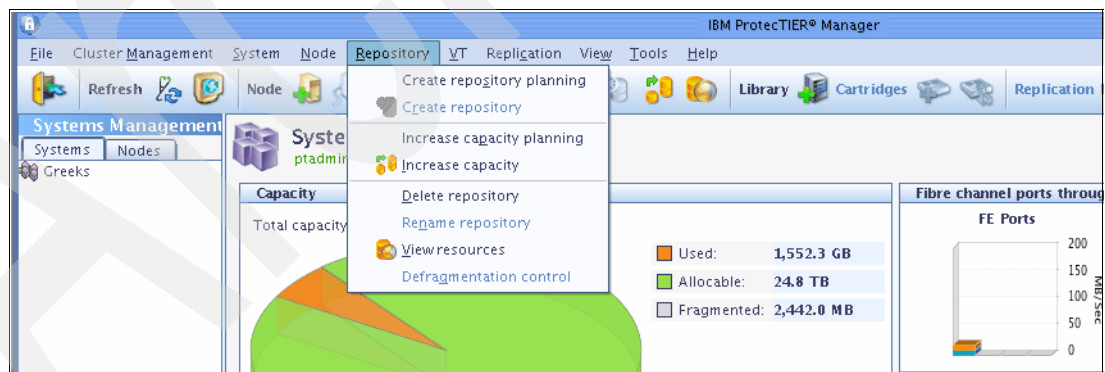 IBM ProtecTIER® Manager
File Cluster Management System Node Repository VT Replication View Tools Help
Refresh Node Library Cartridges Replication
Systems Management
Systems Nodes
Greeks
Syste
ptadmin
Create repository planning
Create repository
Increase capacity planning
Increase capacity
Delete repository
Rename repository
View resources
Defragmentation control
Capacity
Total capacity
Used: 1,552.3 GB
Allocable: 24.8 TB
Fragmented: 2,442.0 MB
Fibre channel ports throug
FE Ports
200
150
100
50
0
MB/Sec